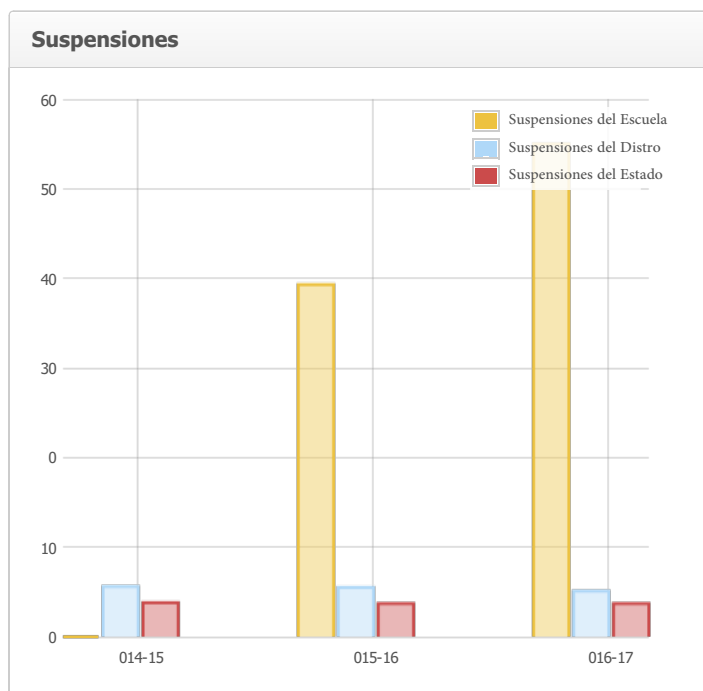 Suspensiones
60
Suspensiones del Escuela
Suspensiones del Distro
50
Suspensiones del Estado
40
30
0
10
0
014-15 015-16 016-17